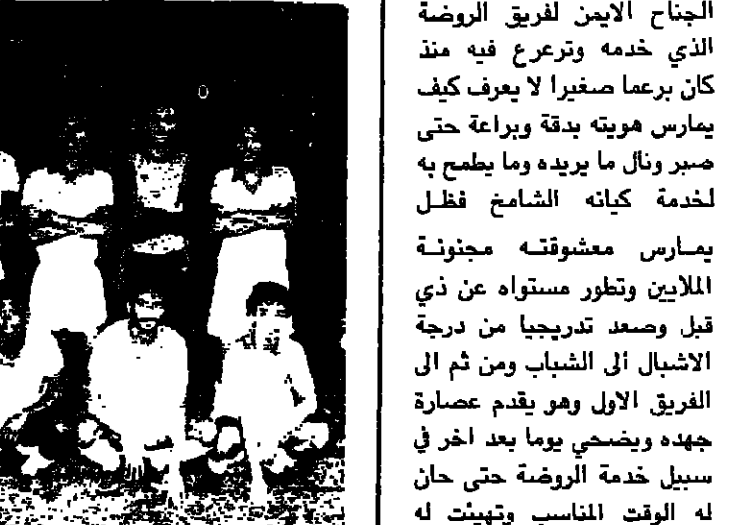 الجناح الايمن لفريق الروضة
الذي خدمه وترعرع فيه منذ
كان برعما صغيرا لا يعرف كيف
يمارس هويته بدقة وبراعة حتى
صبر ونال ما يريده وما يطمح به
لخدمة كيانه الشامخ فظل
يمارس معشوقته مجنونة
الملايين وتطور مستواه عن ذي
قبل وصعد تدريجيا من درجة
الاشبال ألى الشباب ومن ثم الى
الفريق الاول وهو يقدم عصارة
جهده ويضحي يوما بعد اخر في
سبيل خدمة الروضة حتى حان
له الوقت المناسب وتهيئت له